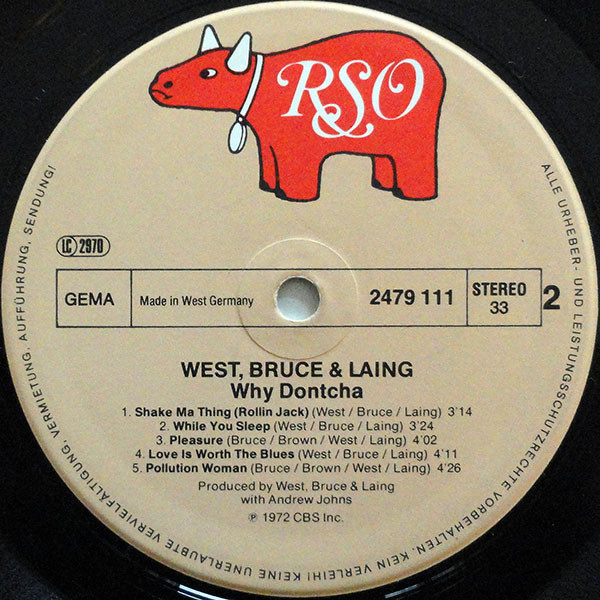 RSO
LC 2970
GEMA
Made in West Germany
2479 111
STEREO
33
2
WEST, BRUCE & LAING
Why Dontcha
1. Shake Ma Thing (Rollin Jack) (West / Bruce / Laing) 3'14
2. While You Sleep (West / Bruce / Laing) 3'24
3. Pleasure (Bruce / Brown / West / Laing) 4'02
4. Love Is Worth The Blues (West / Bruce / Laing) 4'11
5. Pollution Woman (Bruce / Brown / West / Laing) 4'26
Produced by West, Bruce & Laing
with Andrew Johns
℗ 1972 CBS Inc.
ALLE URHEBER- UND LEISTUNGSSCHUTZRECHTE VORBEHALTEN. KEIN VERLEIH! KEINE UNERLAUBTE VERVIELFÄLTIGUNG, VERMIETUNG, AUFFÜHRUNG, SENDUNG!